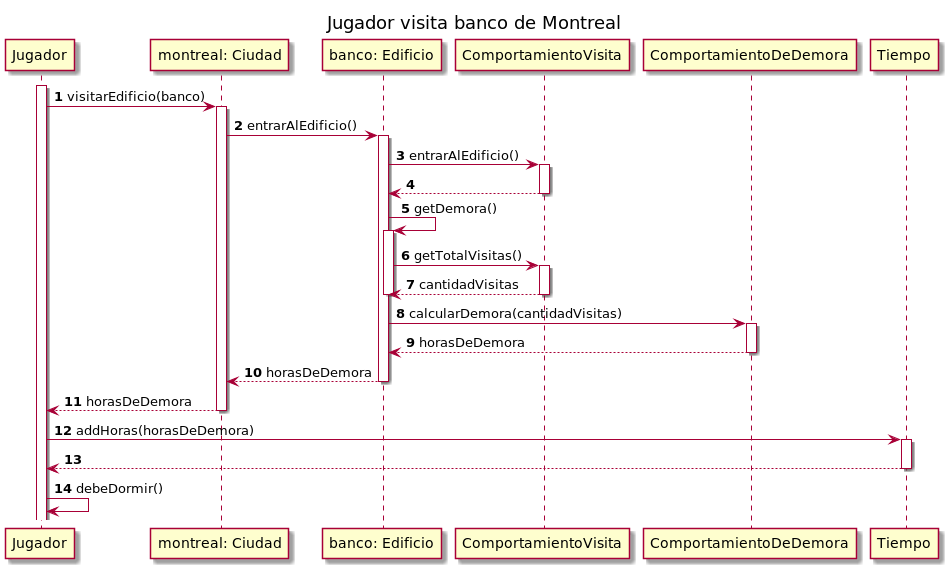 Jugador visita banco de Montreal
Jugador montreal: Ciudad banco: Edificio ComportamientoVisita ComportamientoDeDemora Tiempo
1 visitarEdificio(banco)
2 entrarAlEdificio()
3 entrarAlEdificio()
4
5 getDemora()
6 getTotalVisitas()
7 cantidadVisitas
8 calcularDemora(cantidadVisitas)
9 horasDeDemora
10 horasDeDemora
11 horasDeDemora
12 addHoras(horasDeDemora)
13
14 debeDormir()
Jugador montreal: Ciudad banco: Edificio ComportamientoVisita ComportamientoDeDemora Tiempo